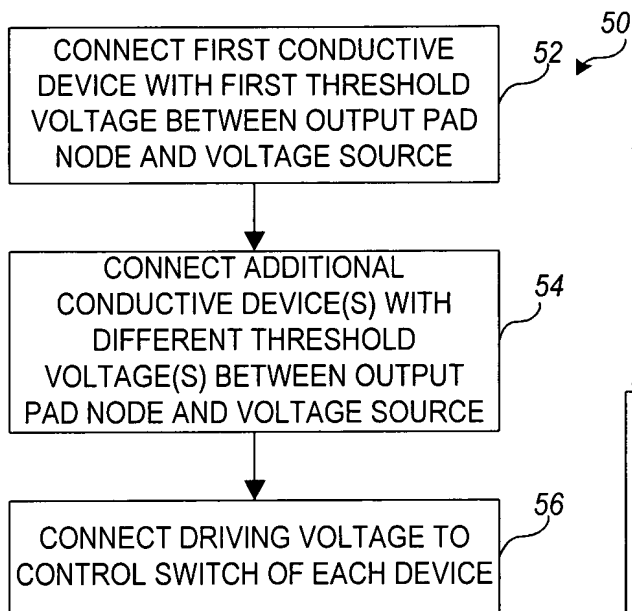 50
CONNECT FIRST CONDUCTIVE
DEVICE WITH FIRST THRESHOLD
VOLTAGE BETWEEN OUTPUT PAD
NODE AND VOLTAGE SOURCE
52
CONNECT ADDITIONAL
CONDUCTIVE DEVICE(S) WITH
DIFFERENT THRESHOLD
VOLTAGE(S) BETWEEN OUTPUT
PAD NODE AND VOLTAGE SOURCE
54
CONNECT DRIVING VOLTAGE TO
CONTROL SWITCH OF EACH DEVICE
56